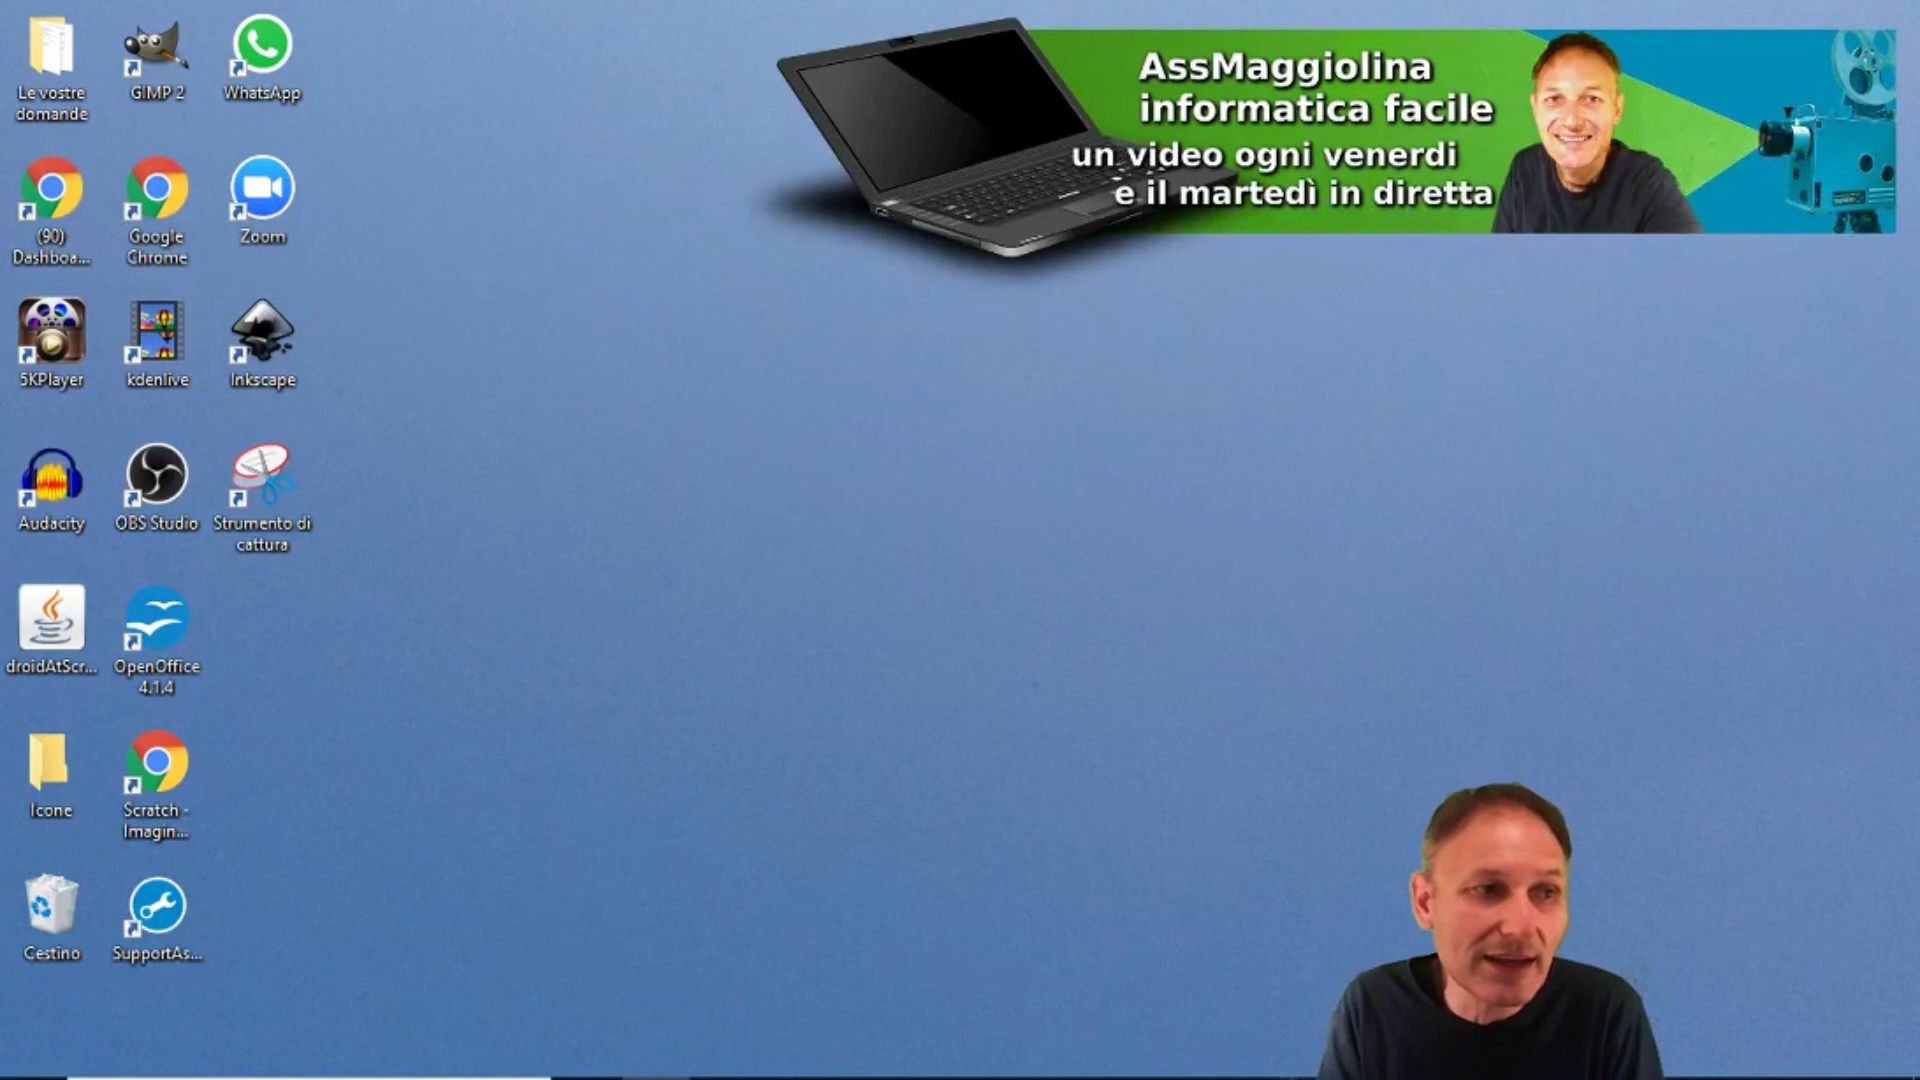 Le vostre
domande
GIMP 2
WhatsApp
(90)
Dashboa...
Google
Chrome
Zoom
5KPlayer
kdenlive
Inkscape
Audacity
OBS Studio
Strumento di
cattura
droidAtScr...
OpenOffice
4.1.4
Icone
Scratch -
Imagin...
Cestino
SupportAs...
AssMaggiolina
informatica facile
un video ogni venerdi
e il martedì in diretta